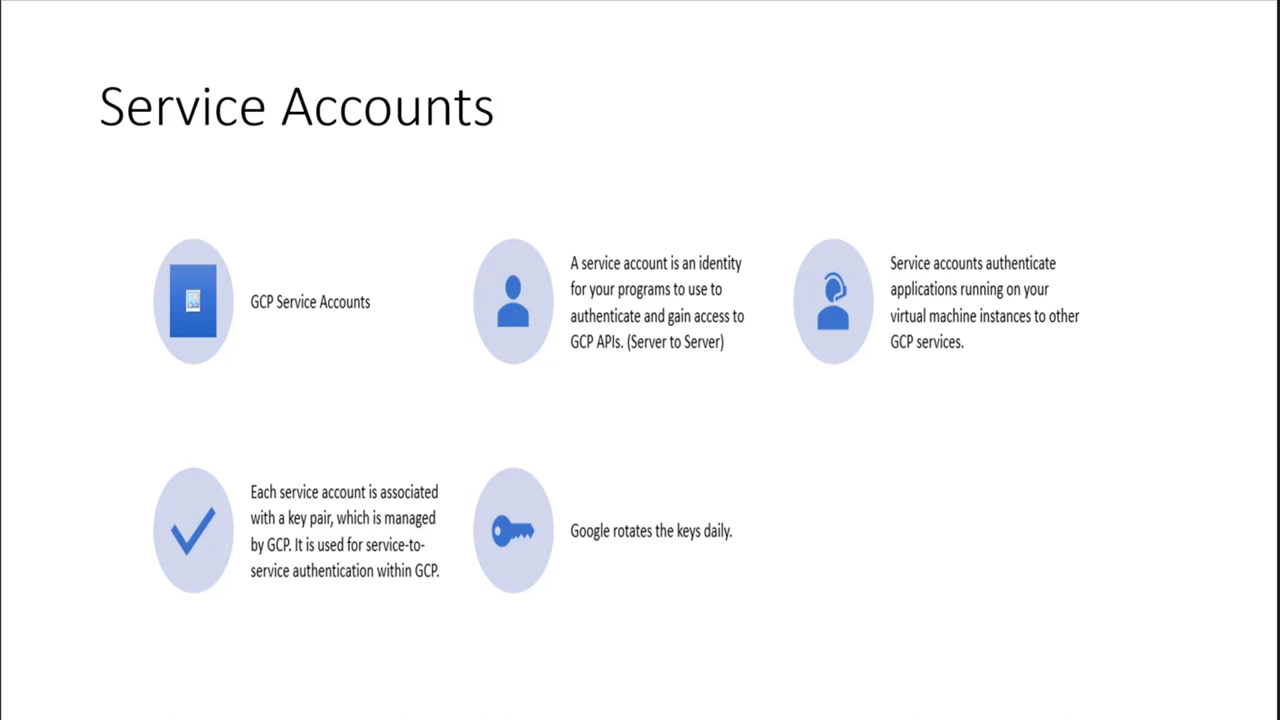 Service Accounts
GCP Service Accounts
A service account is an identity
for your programs to use to
authenticate and gain access to
GCP APIs. (Server to Server)
Service accounts authenticate
applications running on your
virtual machine instances to other
GCP services.
Each service account is associated
with a key pair, which is managed
by GCP. It is used for service-to-
service authentication within GCP.
Google rotates the keys daily.